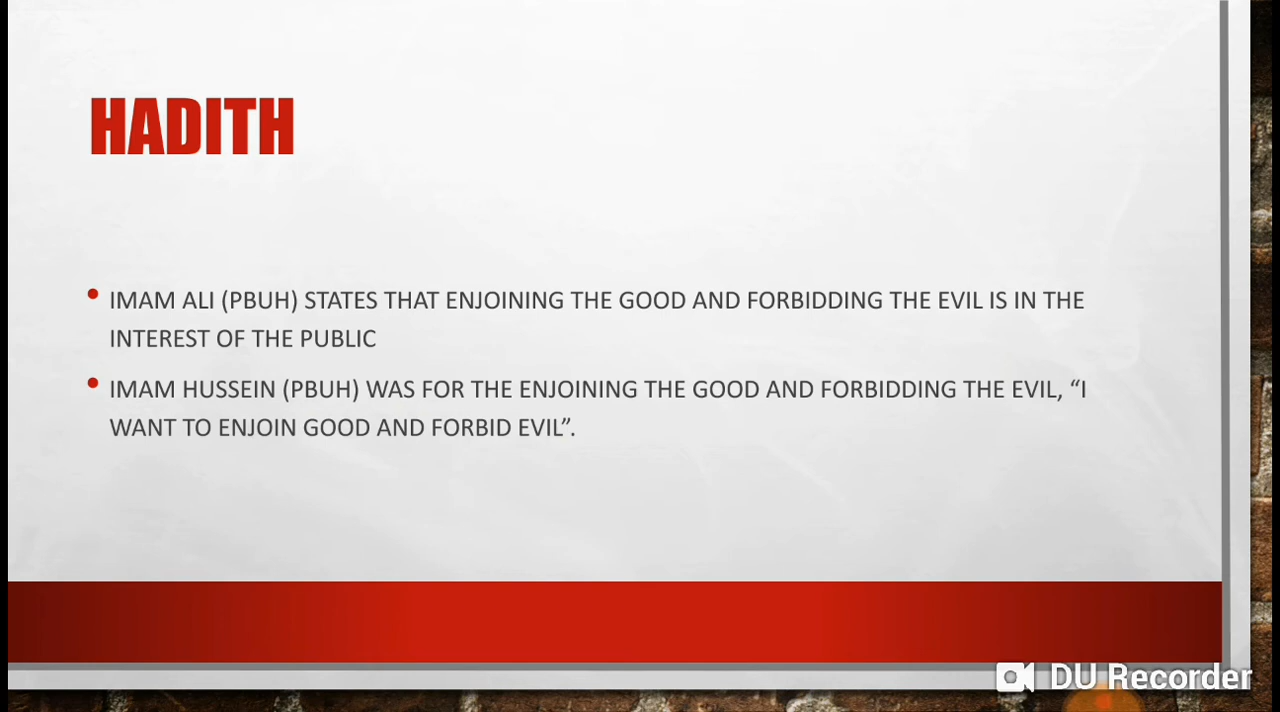 HADITH
• IMAM ALI (PBUH) STATES THAT ENJOINING THE GOOD AND FORBIDDING THE EVIL IS IN THE
INTEREST OF THE PUBLIC
• IMAM HUSSEIN (PBUH) WAS FOR THE ENJOINING THE GOOD AND FORBIDDING THE EVIL, “I
WANT TO ENJOIN GOOD AND FORBID EVIL”.
DU Recorder